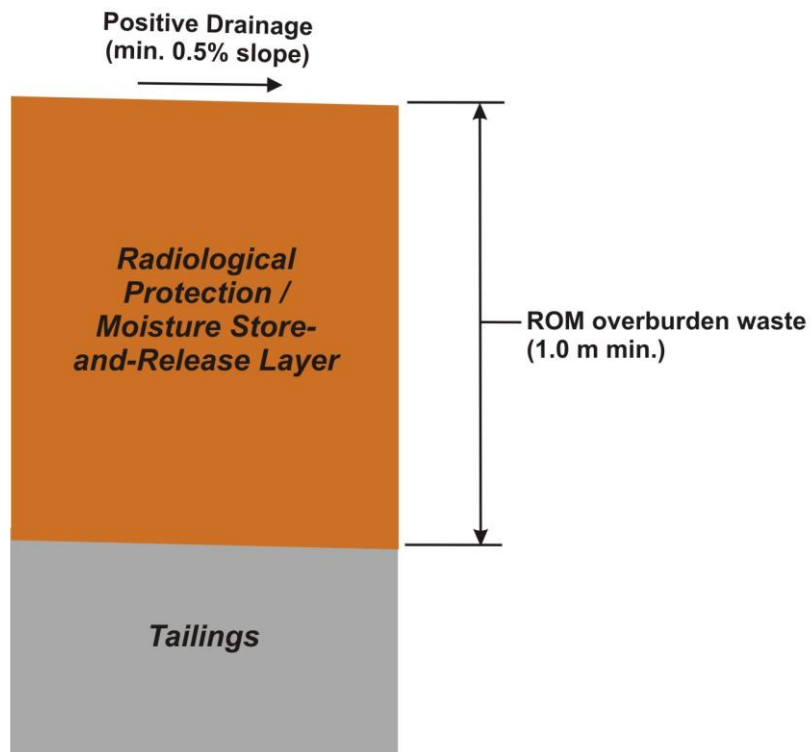 Positive Drainage
(min. 0.5% slope)
Radiological
Protection /
Moisture Store-
and-Release Layer
ROM overburden waste
(1.0 m min.)
Tailings